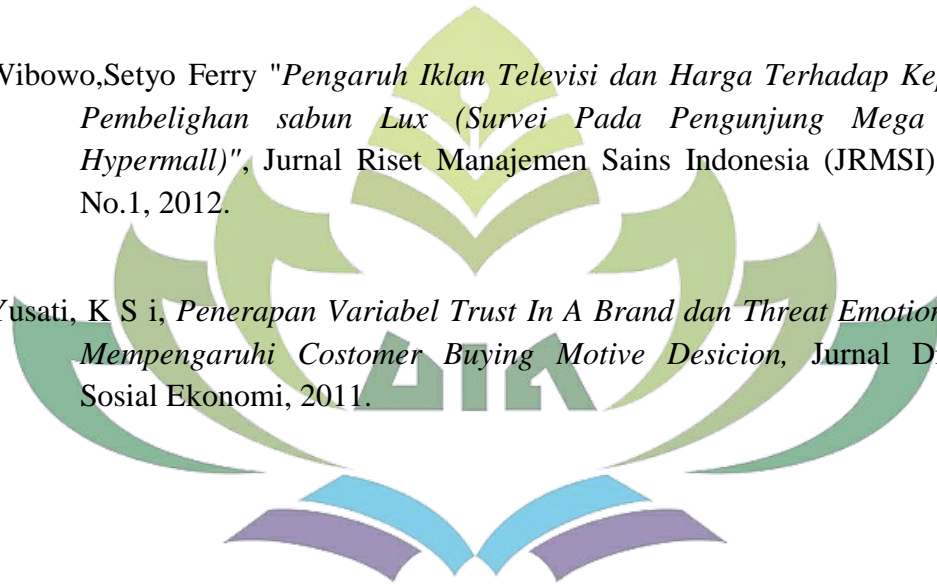 Wibowo,Setyo Ferry "Pengaruh Iklan Televisi dan Harga Terhadap
Pembelighan sabun Lux (Survei Pada Pengunjung Mega
Hypermall)", Jurnal Riset Manajemen Sains Indonesia (JRMSI)
No.1, 2012.
Yusati, K S i, Penerapan Variabel Trust In A Brand dan Threat Emotion
Mempengaruhi Costomer Buying Motive Desicion, Jurnal
Sosial Ekonomi, 2011.